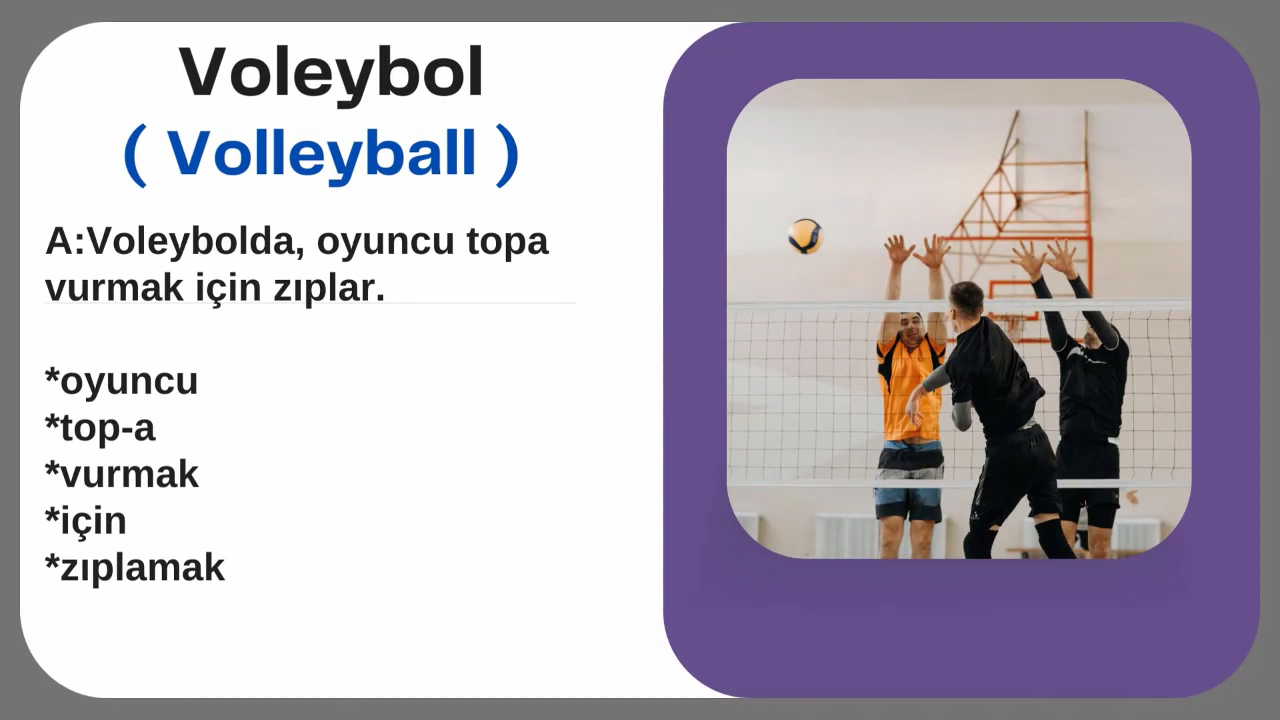 Voleybol
( Volleyball )
A:Voleybolda, oyuncu topa
vurmak için zıplar.
*oyuncu
*top-a
*vurmak
*için
*zıplamak